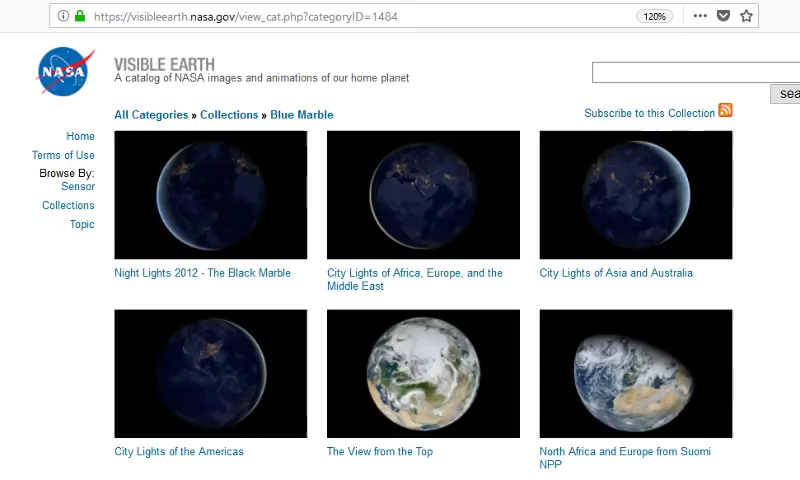 https://visibleearth.nasa.gov/view_cat.php?categoryID=1484
120%
NASA
VISIBLE EARTH
A catalog of NASA images and animations of our home planet
sea
All Categories » Collections » Blue Marble
Subscribe to this Collection
Home
Terms of Use
Browse By:
Sensor
Collections
Topic
Night Lights 2012 - The Black Marble
City Lights of Africa, Europe, and the
Middle East
City Lights of Asia and Australia
City Lights of the Americas
The View from the Top
North Africa and Europe from Suomi
NPP